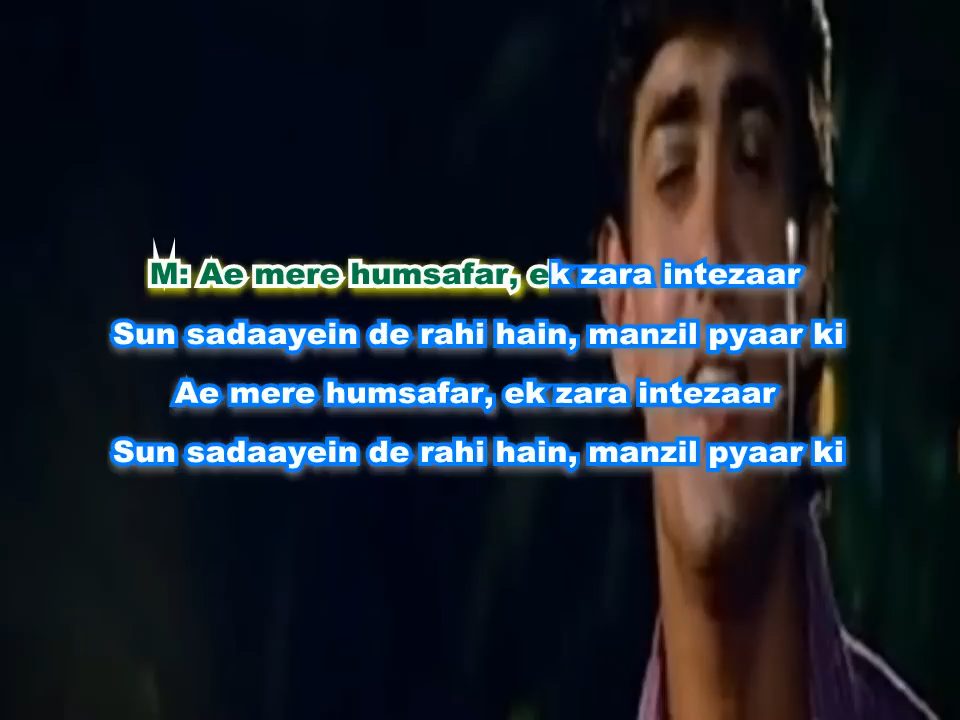 M: Ae mere humsafar, ek zara intezaar
Sun sadaayein de rahi hain, manzil pyaar ki
Ae mere humsafar, ek zara intezaar
Sun sadaayein de rahi hain, manzil pyaar ki